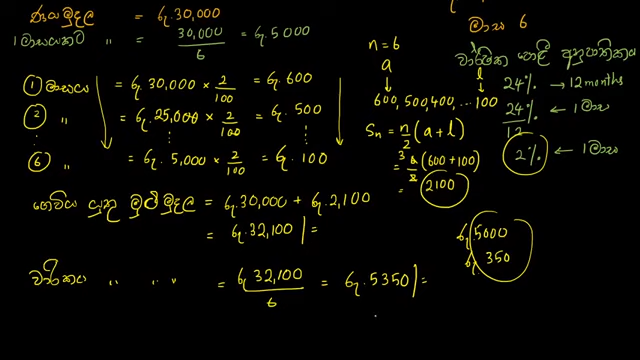 ණය මුදල = රු.30,000
මාස 6
1 මාසයකට " = 30,000/6 = රු.5000
n=6
වාර්ෂික පොලී අනුපාතිකය
a l
24% → 12 months
① මාසය = රු.30,000 × 2/100 = රු.600
600, 500, 400, ... 100
② " = රු.25,000 × 2/100 = රු.500
24%/12 ← 1 මාස
Sn = n/2 (a + l)
⋮ ⋮ ⋮
2% ← 1 මාස
⑥ " = රු.5,000 × 2/100 = රු.100
= 6/2 (600+100)
3
= 2100
ගෙවිය යුතු මුළු මුදල = රු.30,000 + රු.2,100
= රු.32,100/=
රු.5000
රු.350
වාරිකය " " = රු.32,100/6 = රු.5350/=